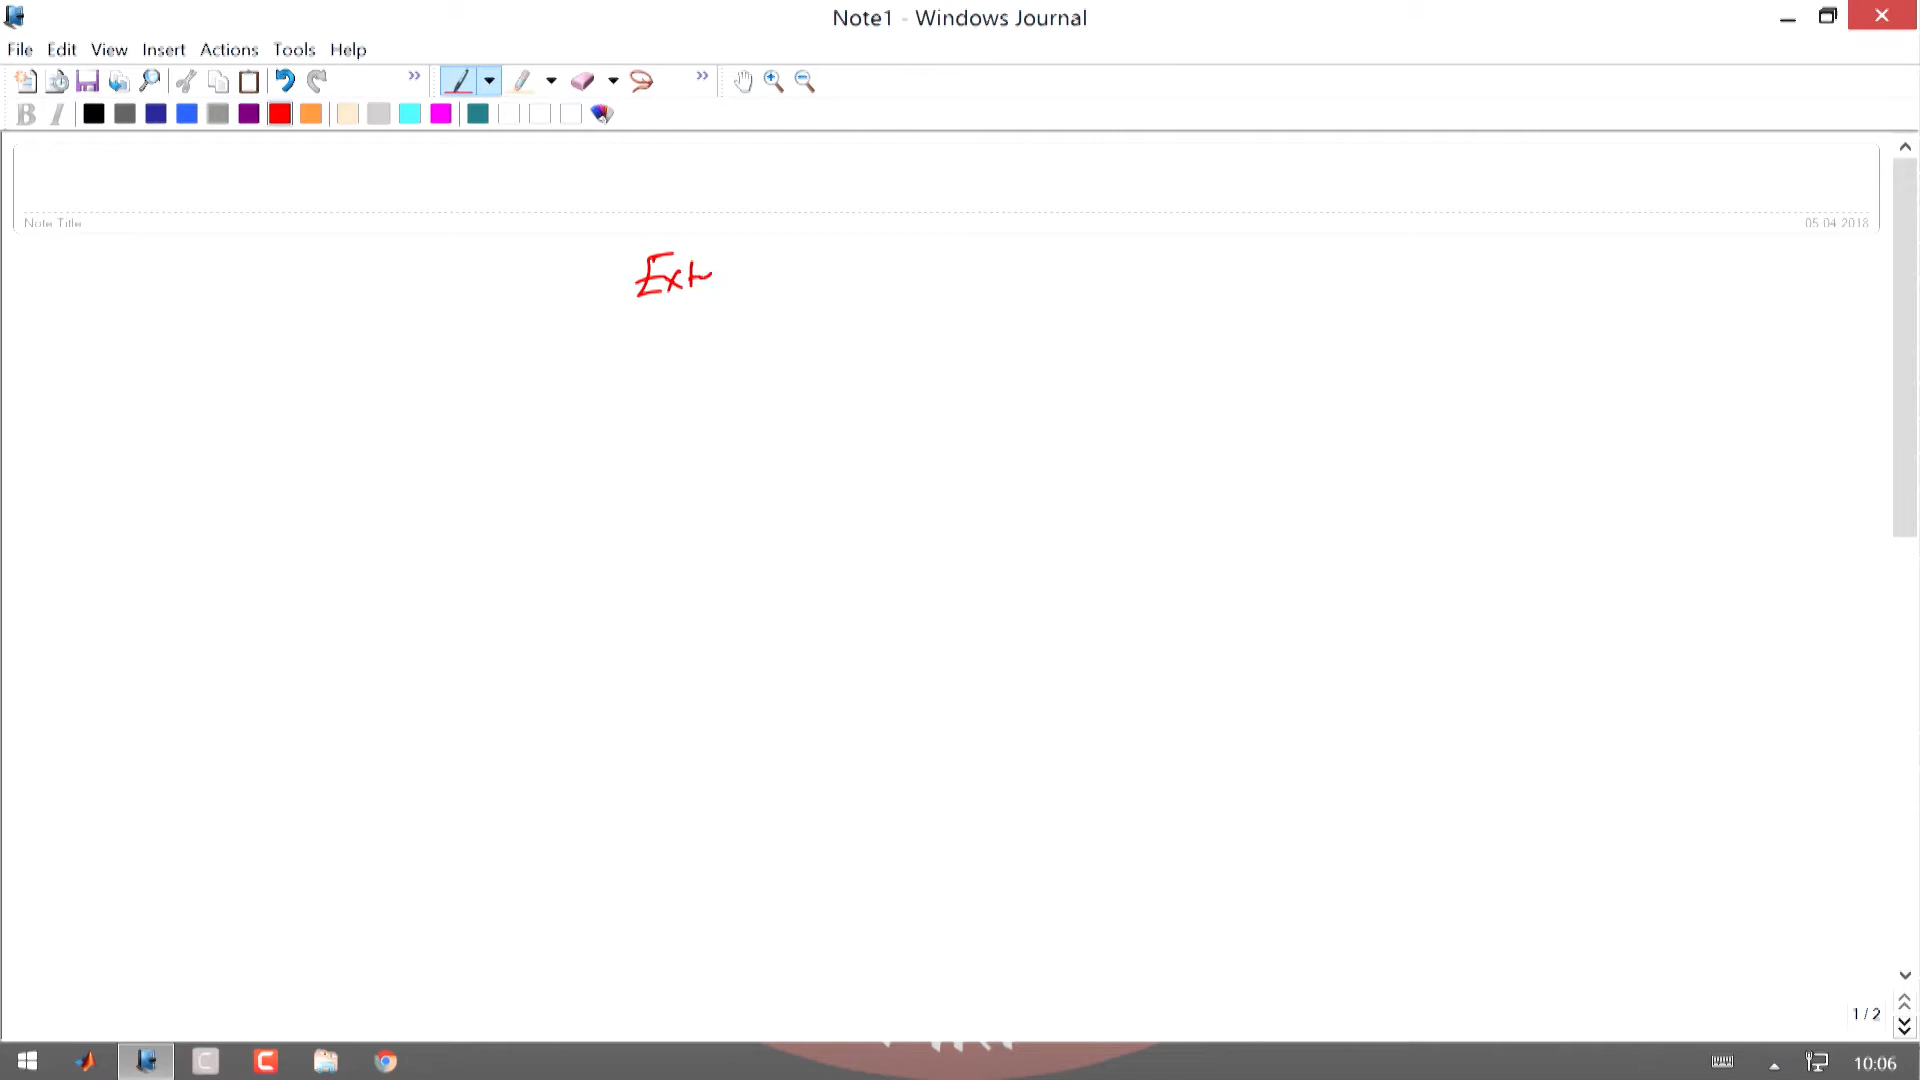 Note1 - Windows Journal
File Edit View Insert Actions Tools Help
B I
Note Title
05-04-2018
Ext
1 / 2
10:06